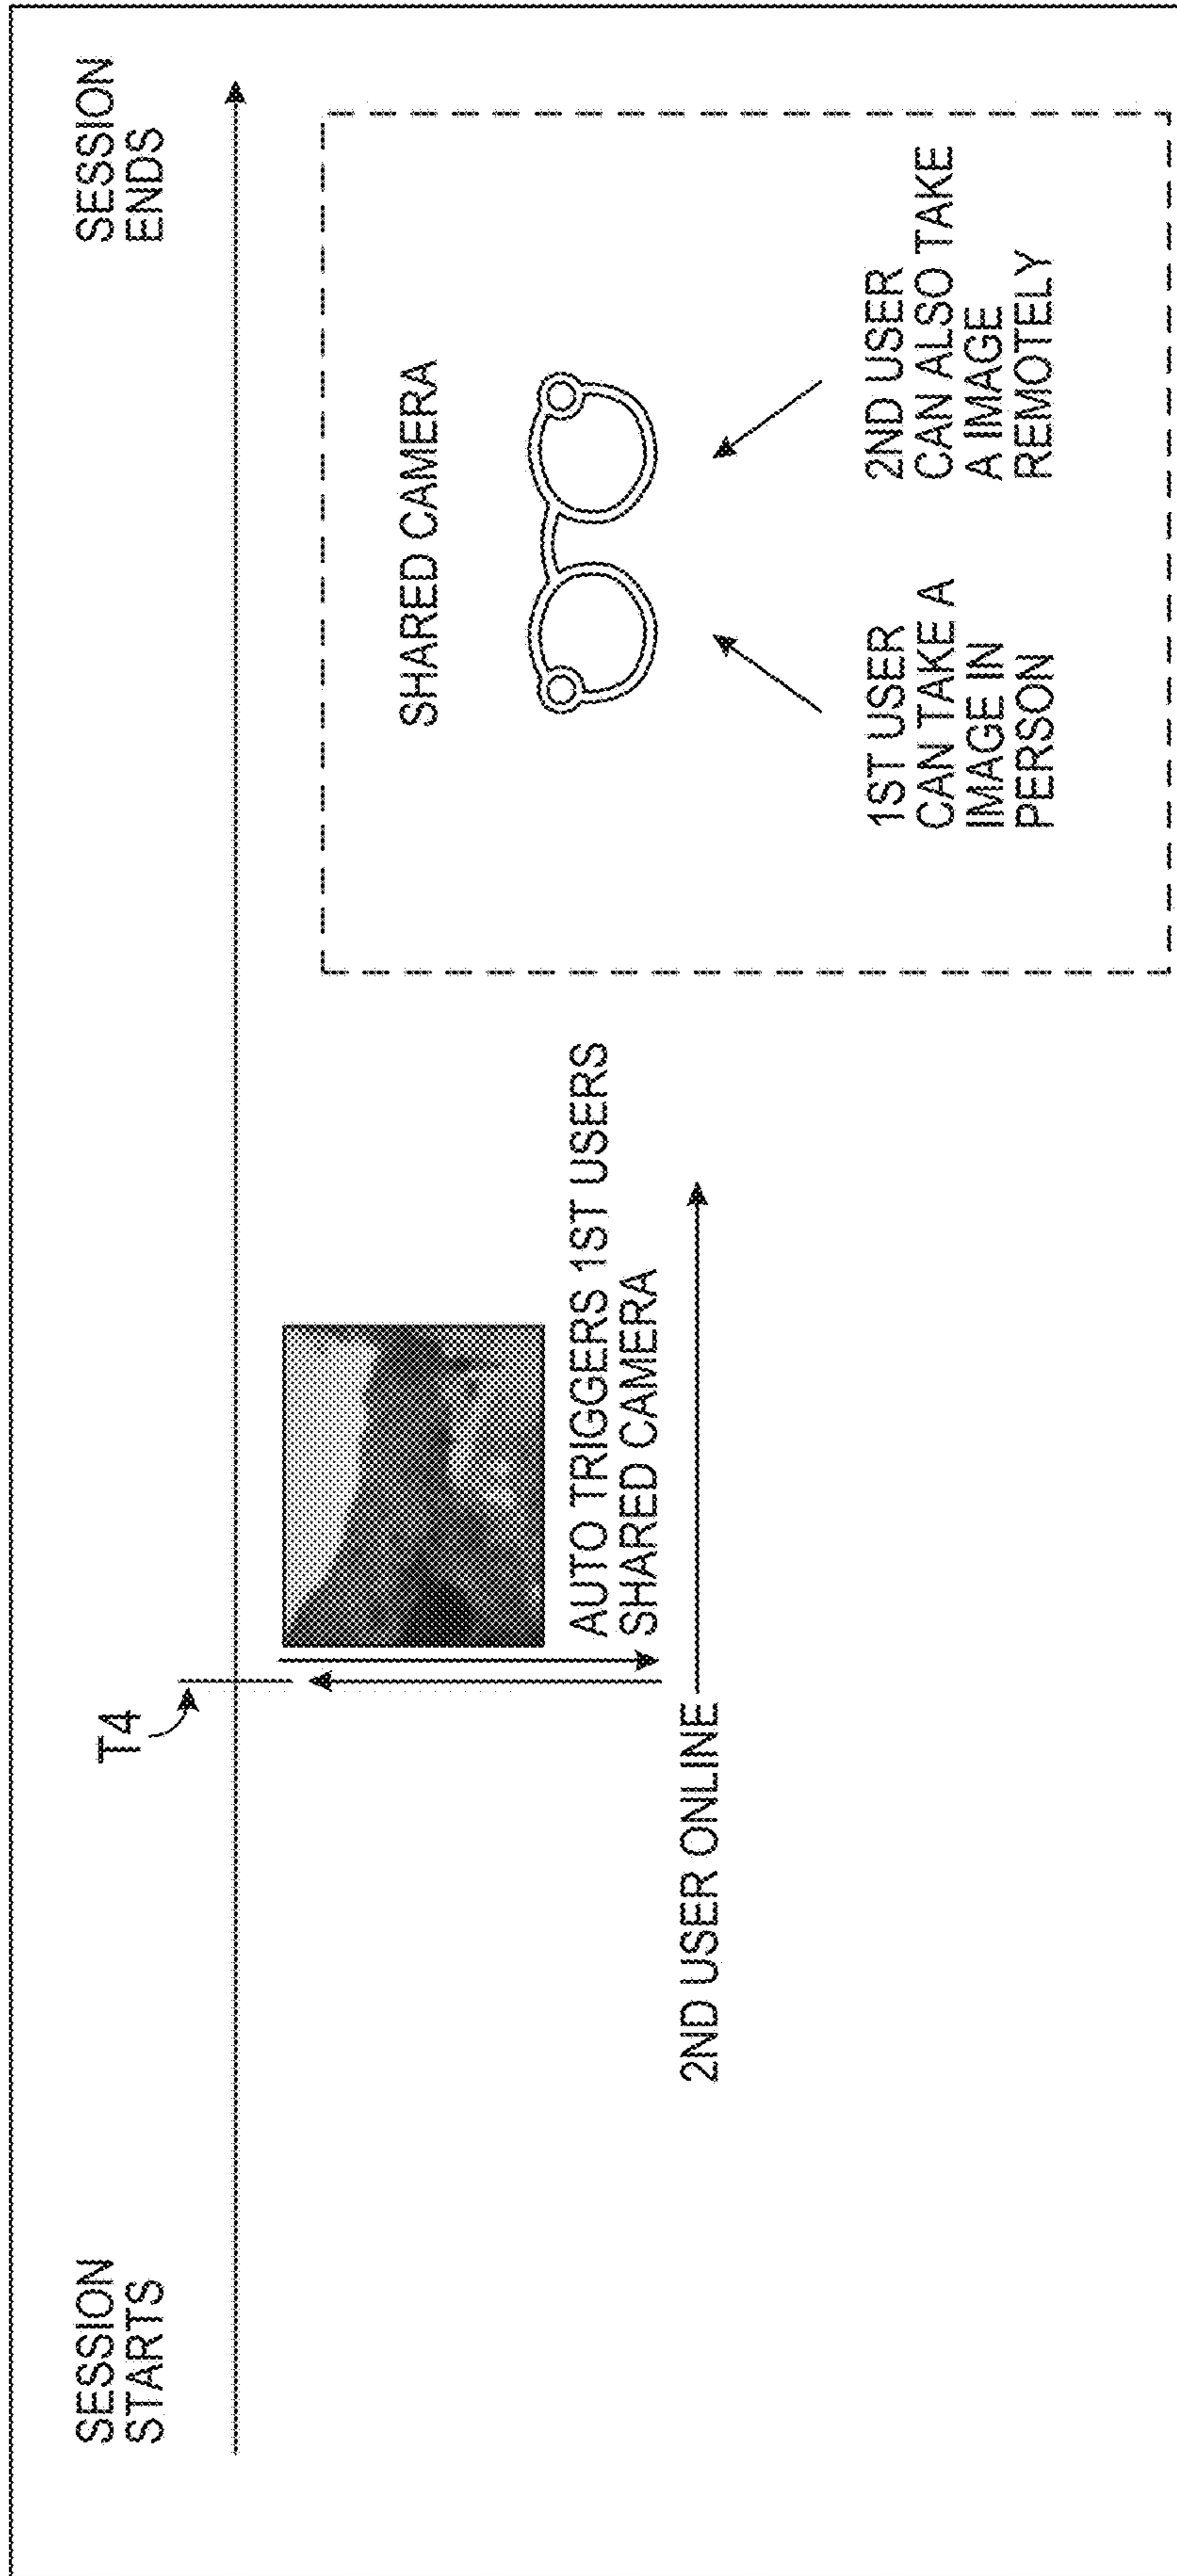 SESSION
STARTS
SESSION
ENDS
T4
AUTO TRIGGERS 1ST USERS
SHARED CAMERA
2ND USER ONLINE
SHARED CAMERA
1ST USER
CAN TAKE A
IMAGE IN
PERSON
2ND USER
CAN ALSO TAKE
A IMAGE
REMOTELY